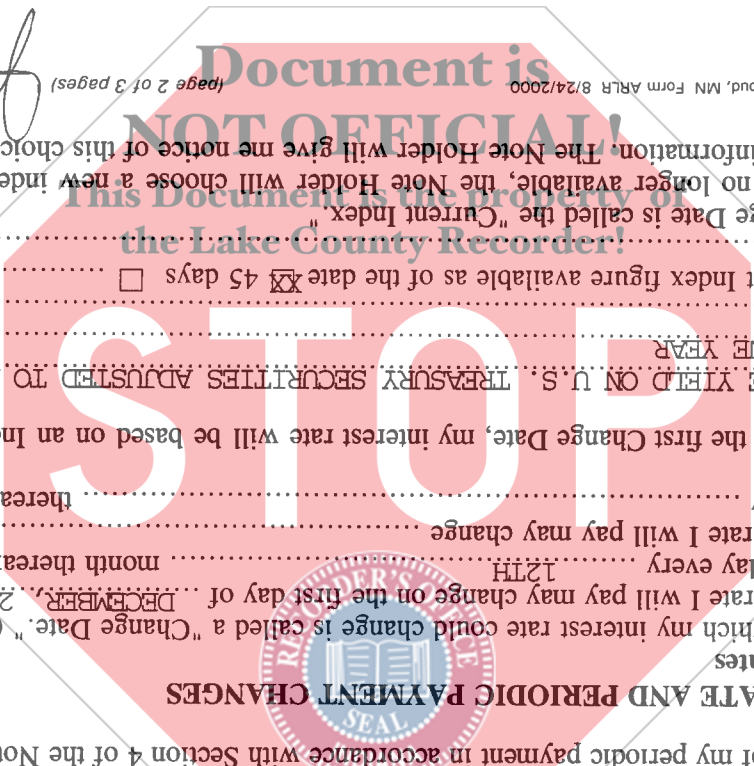 f my periodic payment in accordance with Section 4 of the Not
ATE AND PERIODIC PAYMENT CHANGES
ates
hich my interest rate could change is called a "Change Date."
rate I will pay may change on the first day of DECEMBER, 2
day every 12TH month therea
rate I will pay may change
therea
the first Change Date, my interest rate will be based on an In
E YIELD ON U.S. TREASURY SECURITIES ADJUSTED TO
NE YEAR
t Index figure available as of the date XX 45 days ☐
ge Date is called the "Current Index."
no longer available, the Note Holder will choose a new inde
information. The Note Holder will give me notice of this choic
oud, MN Form ARLR 8/24/2000 (page 2 of 3 pages)
Document is
NOT OFFICIAL!
This Document is the property of
the Lake County Recorder!
STOP
RECORDER'S OFFICE
SEAL